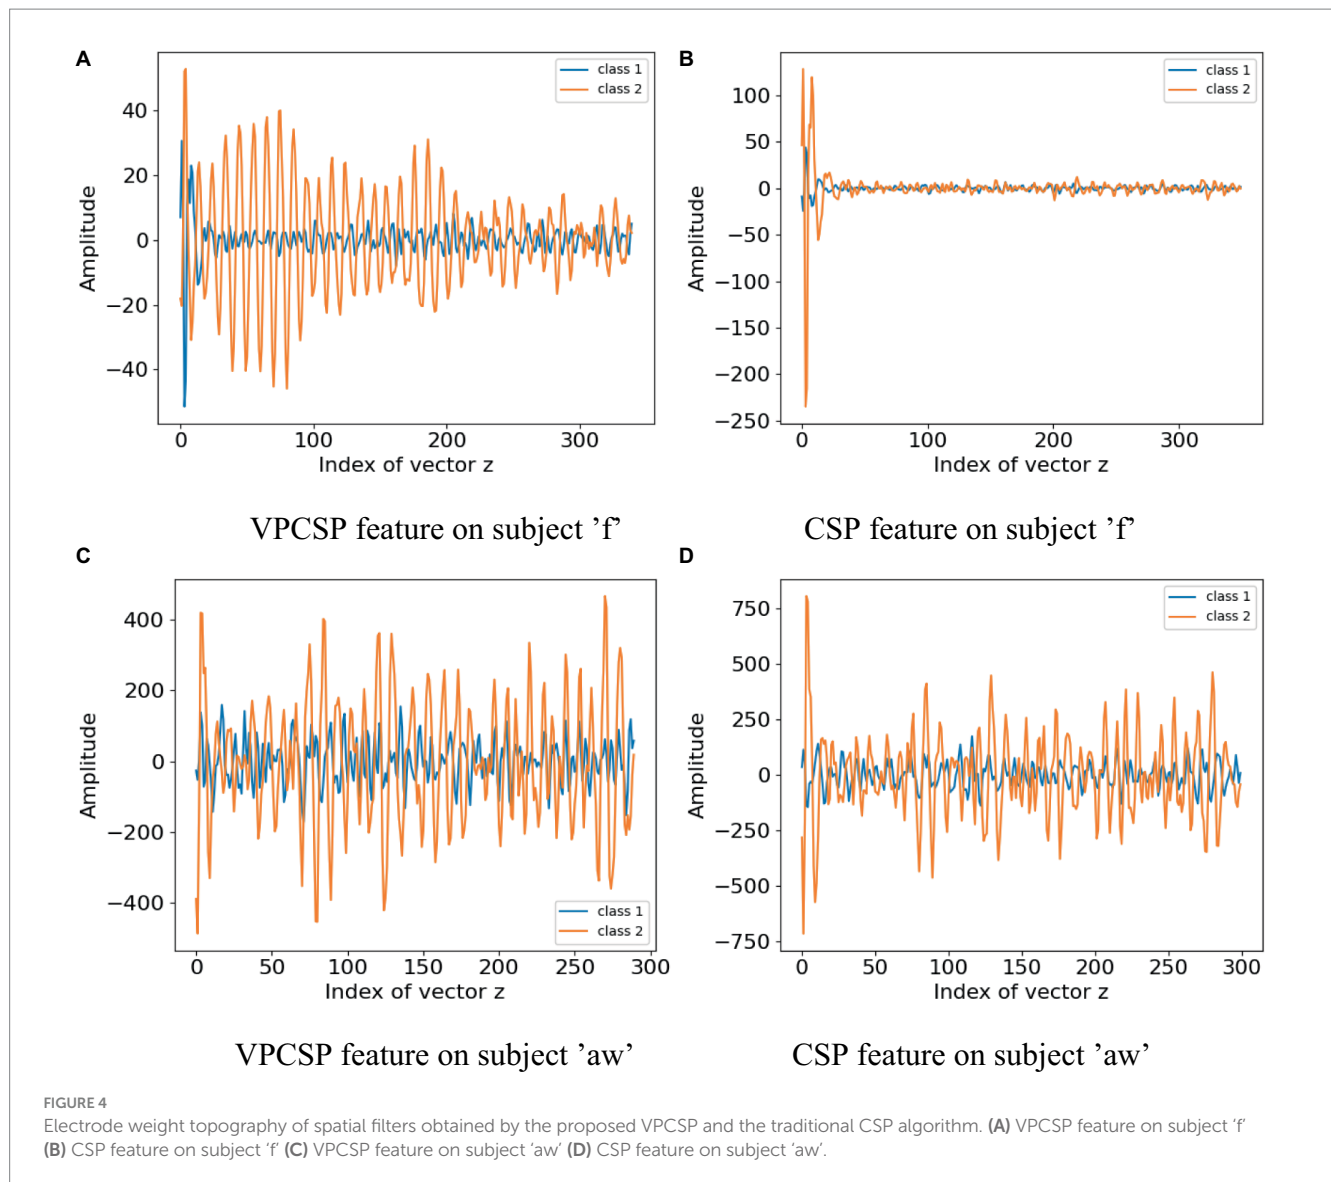 A
class 1
class 2
40
20
0
−20
−40
Amplitude
0
100
200
300
Index of vector z
VPCSP feature on subject ’f’
B
class 1
class 2
100
50
0
−50
−100
−150
−200
−250
Amplitude
0
100
200
300
Index of vector z
CSP feature on subject ’f’
C
400
200
0
−200
−400
Amplitude
class 1
class 2
0
50
100
150
200
250
300
Index of vector z
VPCSP feature on subject ’aw’
D
class 1
class 2
750
500
250
0
−250
−500
−750
Amplitude
0
50
100
150
200
250
300
Index of vector z
CSP feature on subject ’aw’
FIGURE 4
Electrode weight topography of spatial filters obtained by the proposed VPCSP and the traditional CSP algorithm. (A) VPCSP feature on subject ‘f’
(B) CSP feature on subject ‘f’ (C) VPCSP feature on subject ‘aw’ (D) CSP feature on subject ‘aw’.